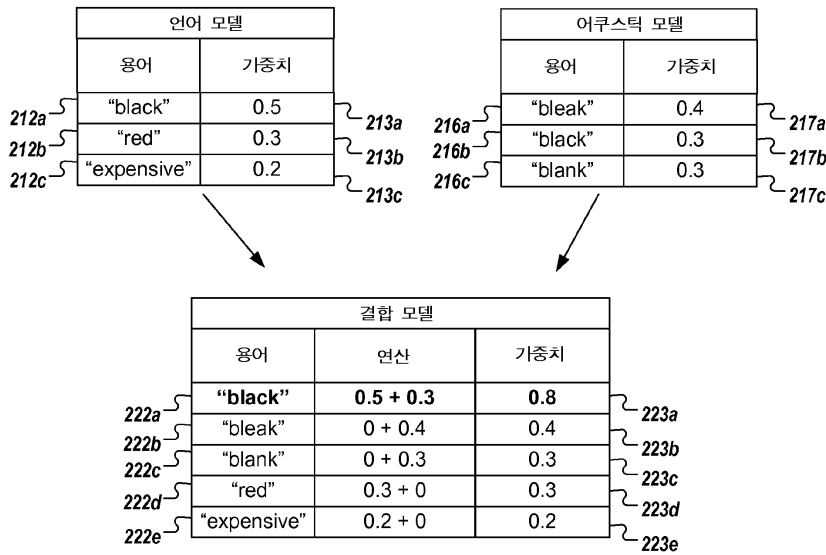 언어 모델
용어 가중치
212a "black" 0.5 213a
212b "red" 0.3 213b
212c "expensive" 0.2 213c
어쿠스틱 모델
용어 가중치
216a "bleak" 0.4 217a
216b "black" 0.3 217b
216c "blank" 0.3 217c
결합 모델
용어 연산 가중치
222a "black" 0.5 + 0.3 0.8 223a
222b "bleak" 0 + 0.4 0.4 223b
222c "blank" 0 + 0.3 0.3 223c
222d "red" 0.3 + 0 0.3 223d
222e "expensive" 0.2 + 0 0.2 223e